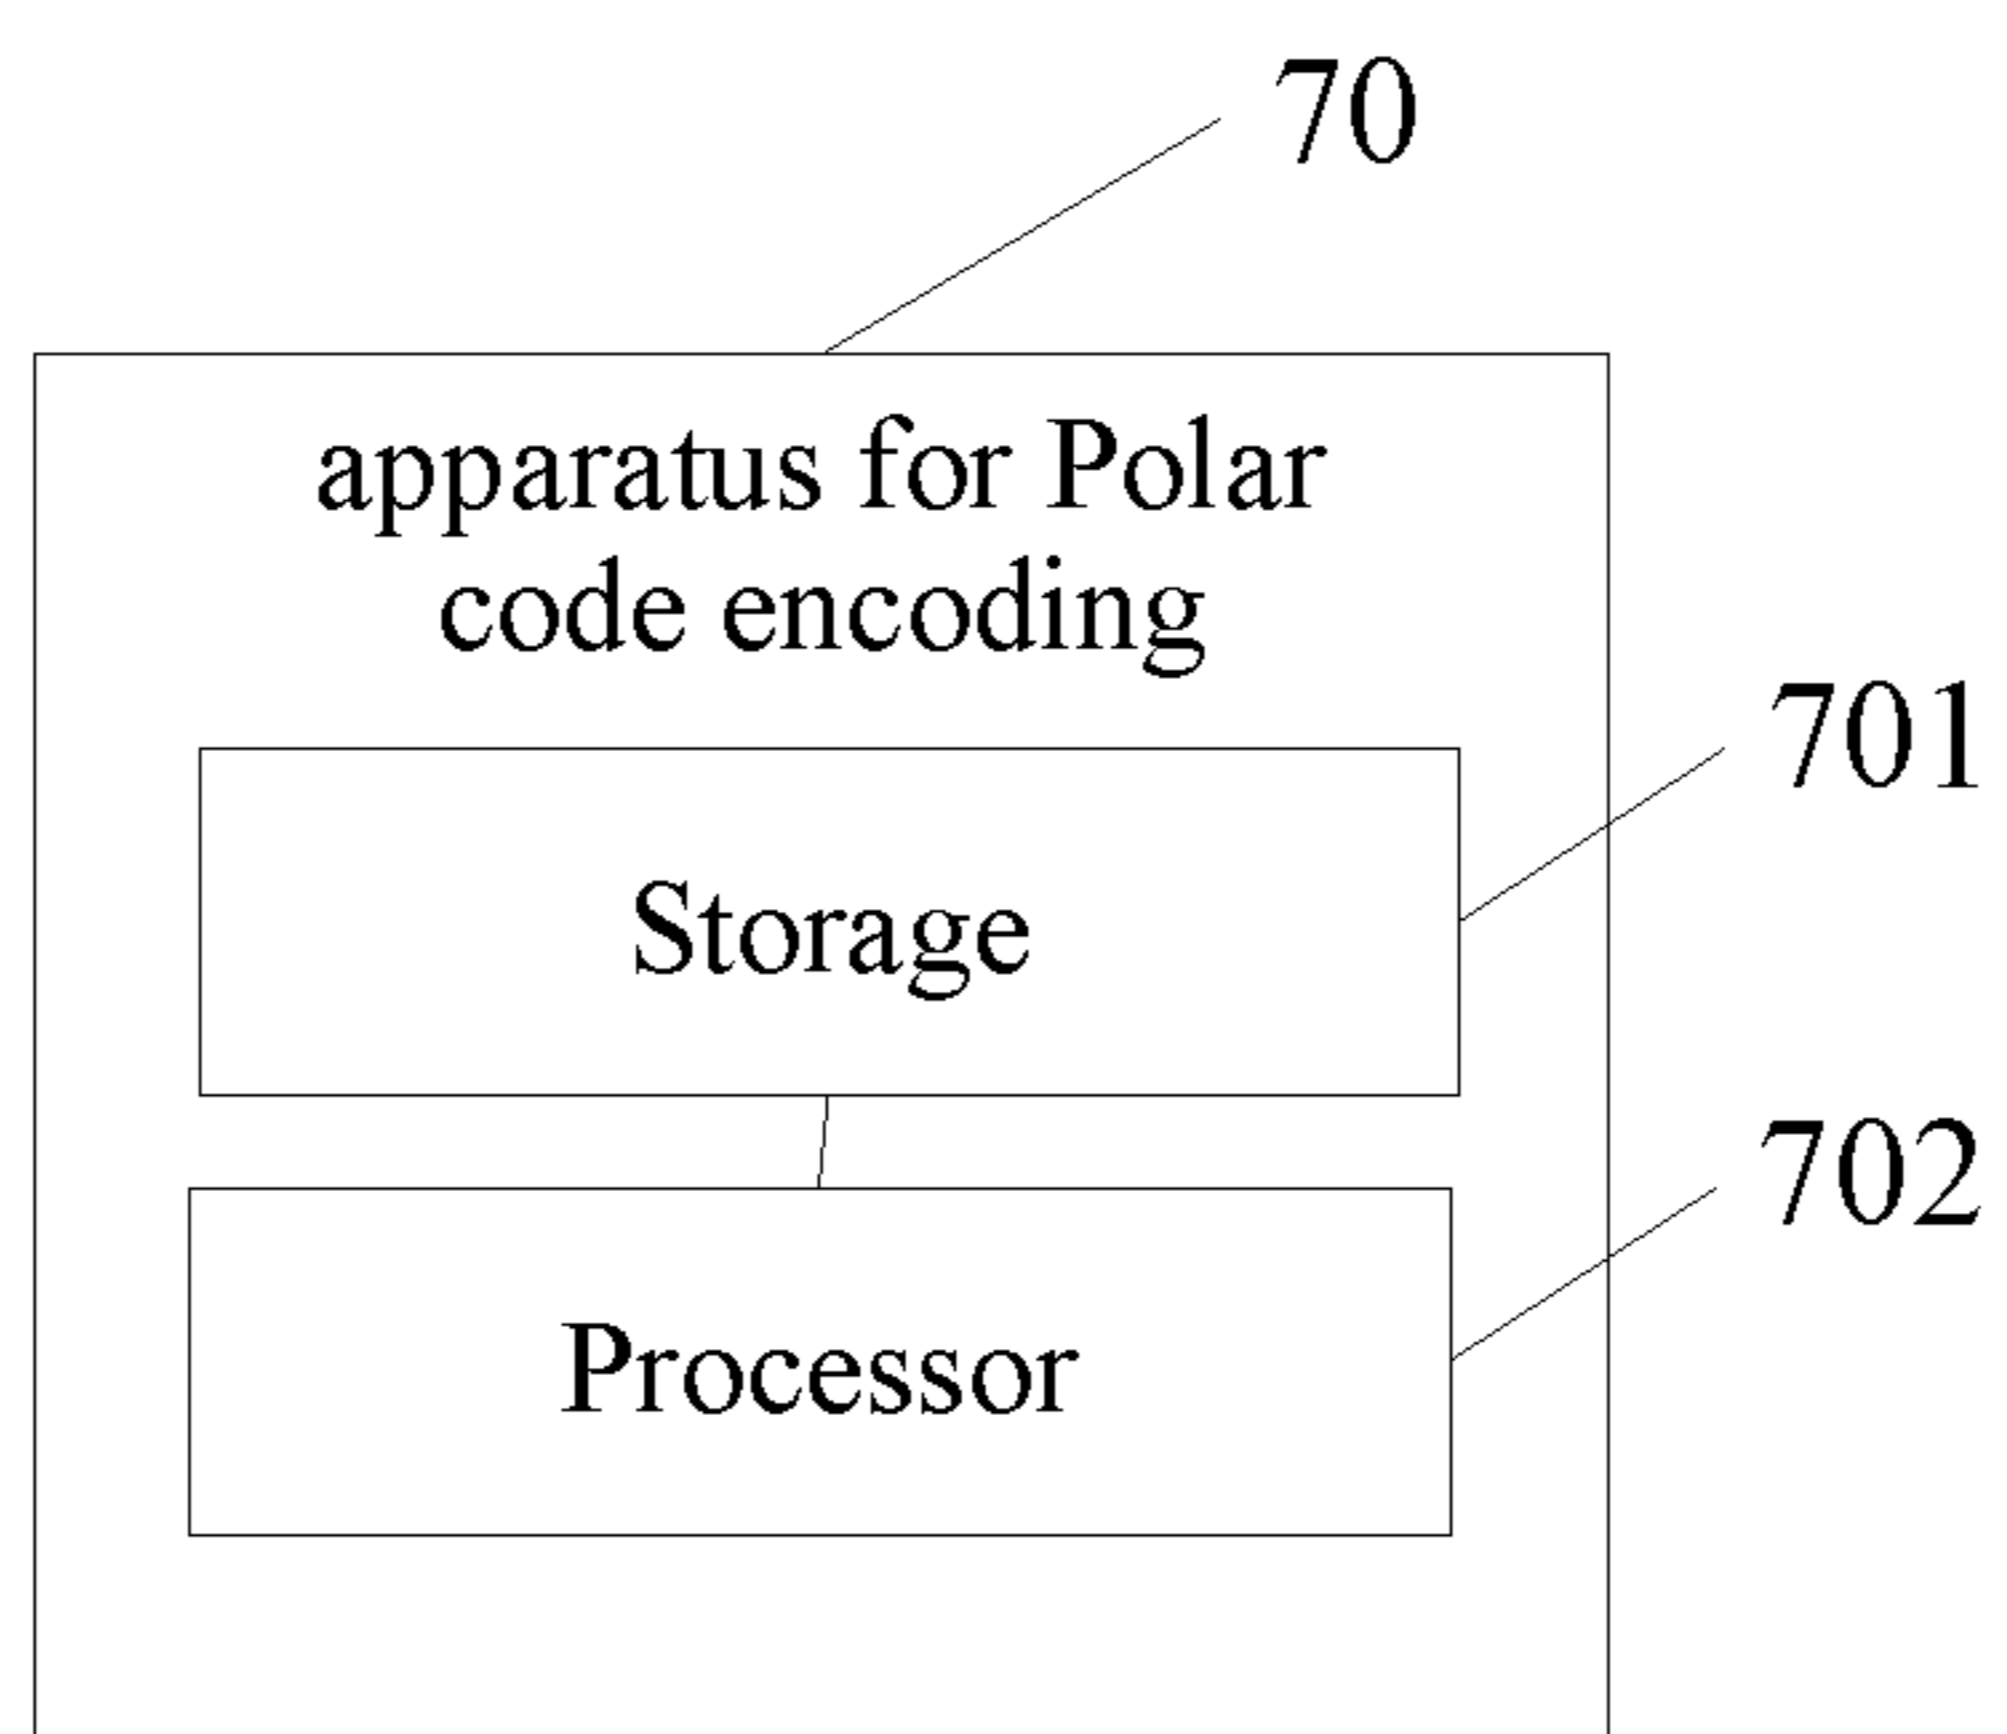 70
apparatus for Polar
code encoding
701
Storage
702
Processor